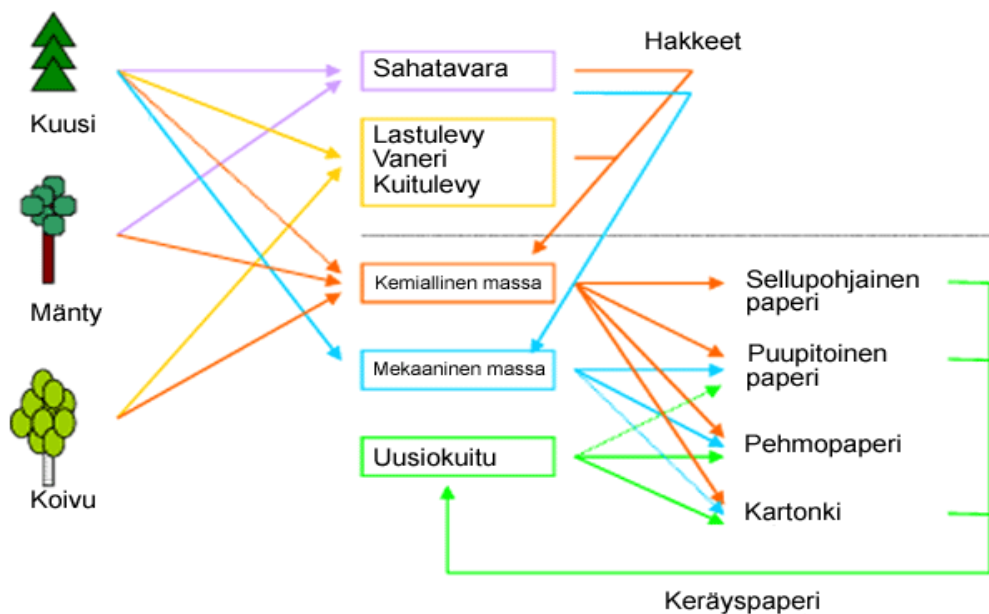 Kuusi
Mänty
Koivu
Sahatavara
Lastulevy
Vaneri
Kuitulevy
Kemiallinen massa
Mekaaninen massa
Uusiokuitu
Hakkeet
Sellupohjainen
paperi
Puupitoinen
paperi
Pehmopaperi
Kartonki
Keräyspaperi